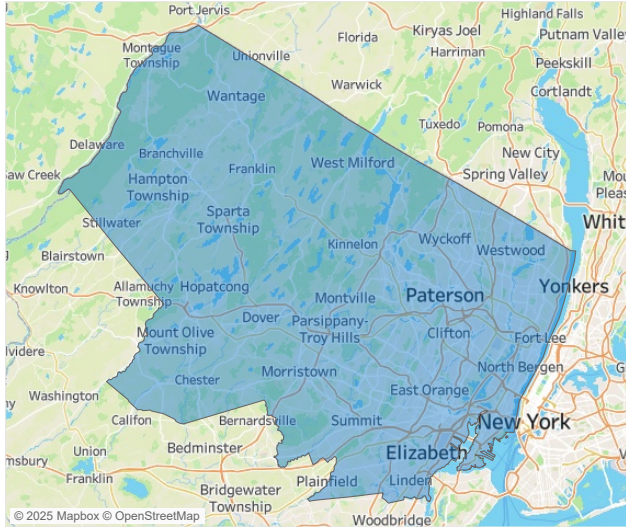 Port Jervis
Highland Falls
Montague
Township
Unionville
Florida
Kiryas Joel
Harriman
Putnam Valley
Peekskill
Wantage
Warwick
Cortlandt
Tuxedo
Pomona
Delaware
Branchville
Franklin
West Milford
New City
Saw Creek
Hampton
Township
Spring Valley
Mou
Pleas
Stillwater
Sparta
Township
Kinnelon
Wyckoff
Westwood
Whit
Blairstown
Knowlton
Allamuchy
Township
Hopatcong
Montville
Paterson
Yonkers
Dover
Parsippany-
Troy Hills
Clifton
Fort Lee
lvidere
Mount Olive
Township
Morristown
North Bergen
G
Chester
East Orange
Washington
ny
Califon
Bernardsville
Summit
New York
Union
Bedminster
Elizabeth
msburg
Franklin
Bridgewater
Township
Plainfield
Linden
Woodbridge
© 2025 Mapbox © OpenStreetMap